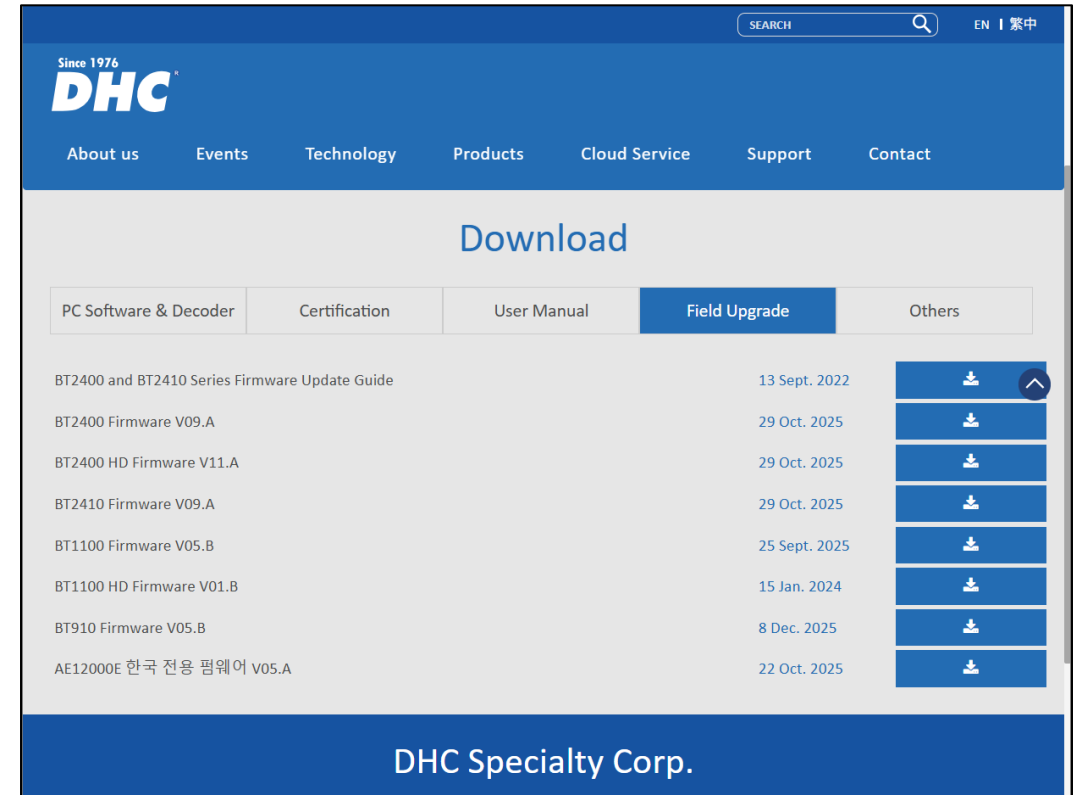 SEARCH
EN | 繁中
Since 1976
DHC®
About us Events Technology Products Cloud Service Support Contact
Download
PC Software & Decoder Certification User Manual Field Upgrade Others
BT2400 and BT2410 Series Firmware Update Guide 13 Sept. 2022
BT2400 Firmware V09.A 29 Oct. 2025
BT2400 HD Firmware V11.A 29 Oct. 2025
BT2410 Firmware V09.A 29 Oct. 2025
BT1100 Firmware V05.B 25 Sept. 2025
BT1100 HD Firmware V01.B 15 Jan. 2024
BT910 Firmware V05.B 8 Dec. 2025
AE12000E 한국 전용 펌웨어 V05.A 22 Oct. 2025
DHC Specialty Corp.